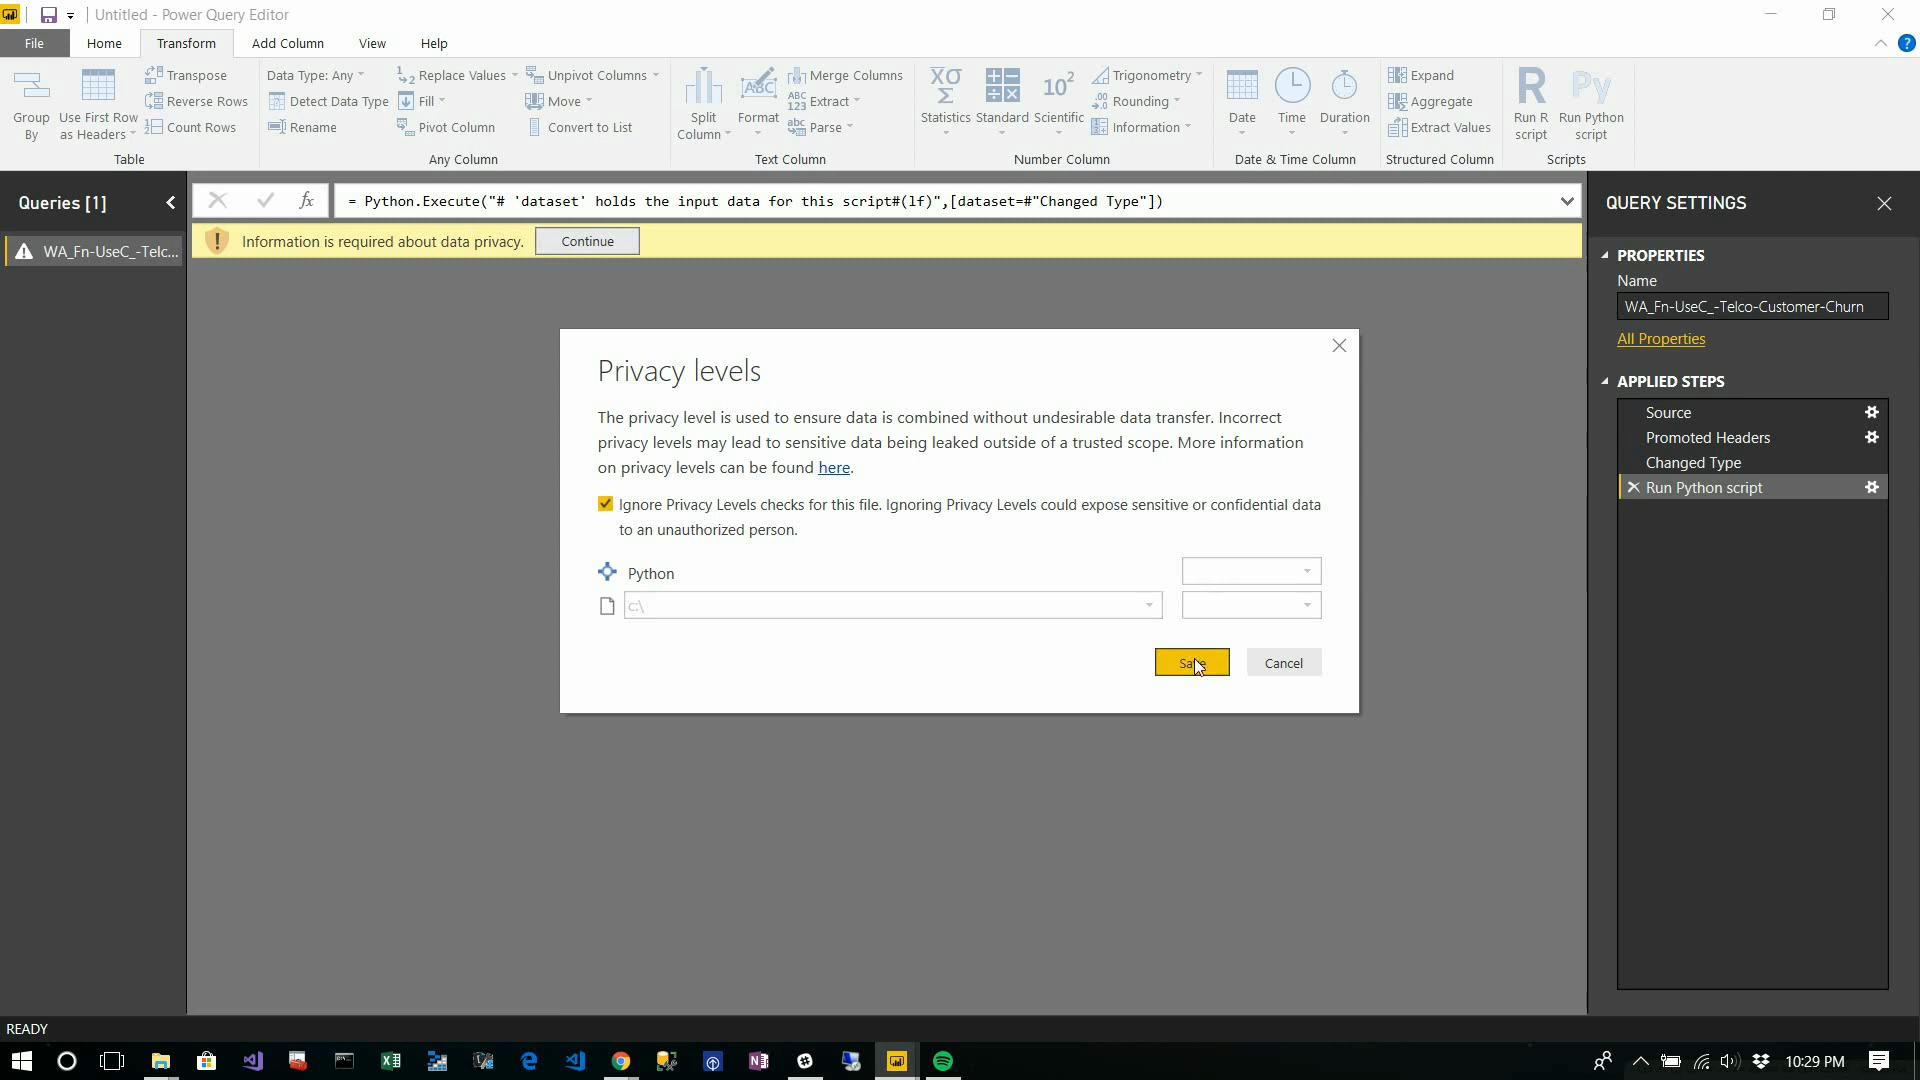 Untitled - Power Query Editor
File
Home
Transform
Add Column
View
Help
Group By
Use First Row as Headers
Transpose
Reverse Rows
Count Rows
Table
Data Type: Any
Detect Data Type
Rename
Replace Values
Fill
Pivot Column
Unpivot Columns
Move
Convert to List
Any Column
Split Column
Format
Merge Columns
Extract
Parse
Text Column
Statistics
Standard
Scientific
Trigonometry
Rounding
Information
Number Column
Date
Time
Duration
Date & Time Column
Expand
Aggregate
Extract Values
Structured Column
Run R script
Run Python script
Scripts
Queries [1]
fx
= Python.Execute("# 'dataset' holds the input data for this script#(lf)",[dataset=#"Changed Type"])
Information is required about data privacy.
Continue
WA_Fn-UseC_-Telc...
Privacy levels
The privacy level is used to ensure data is combined without undesirable data transfer. Incorrect
privacy levels may lead to sensitive data being leaked outside of a trusted scope. More information
on privacy levels can be found here.
Ignore Privacy Levels checks for this file. Ignoring Privacy Levels could expose sensitive or confidential data
to an unauthorized person.
Python
c:\
Save
Cancel
QUERY SETTINGS
PROPERTIES
Name
WA_Fn-UseC_-Telco-Customer-Churn
All Properties
APPLIED STEPS
Source
Promoted Headers
Changed Type
Run Python script
READY
10:29 PM